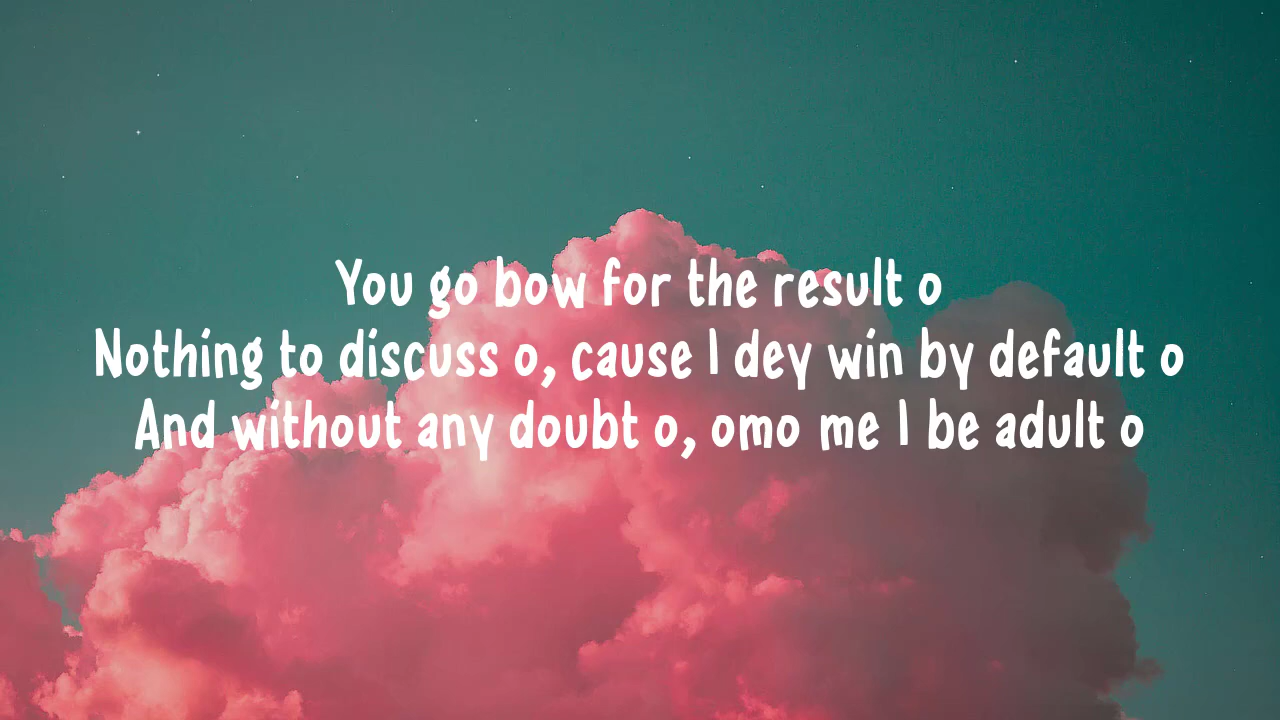 You go bow for the result o
Nothing to discuss o, cause I dey win by default o
And without any doubt o, omo me I be adult o